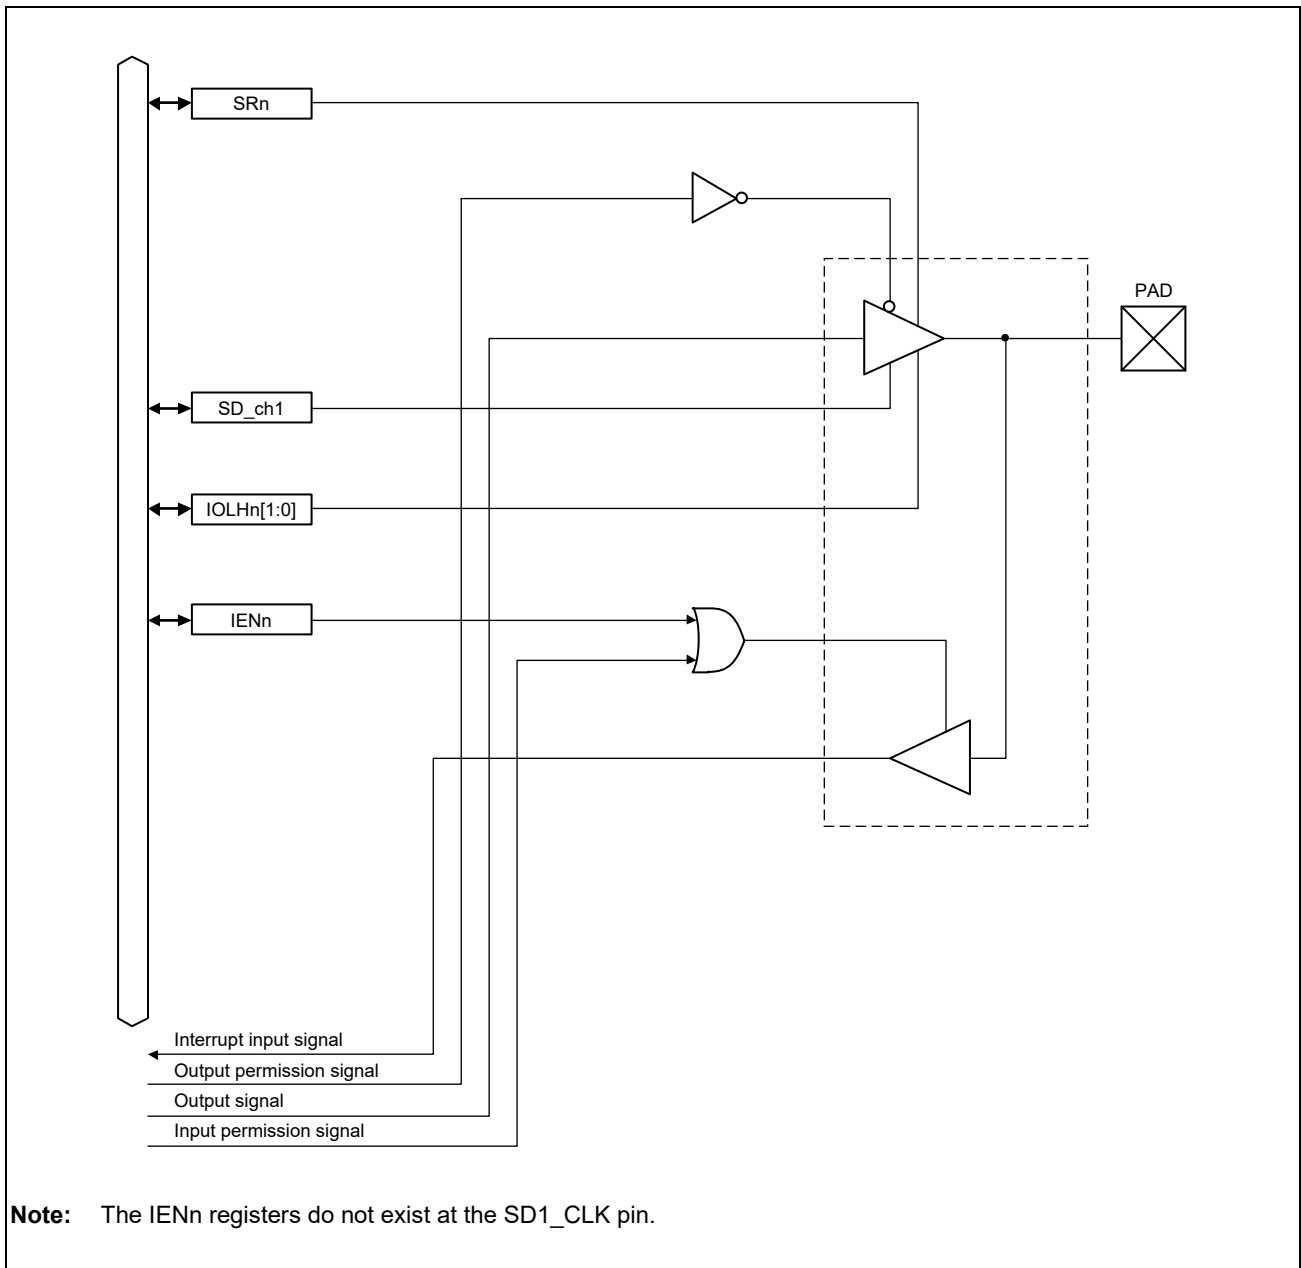 SRn
PAD
SD_ch1
IOLHn[1:0]
IENn
Interrupt input signal
Output permission signal
Output signal
Input permission signal
Note: The IENn registers do not exist at the SD1_CLK pin.